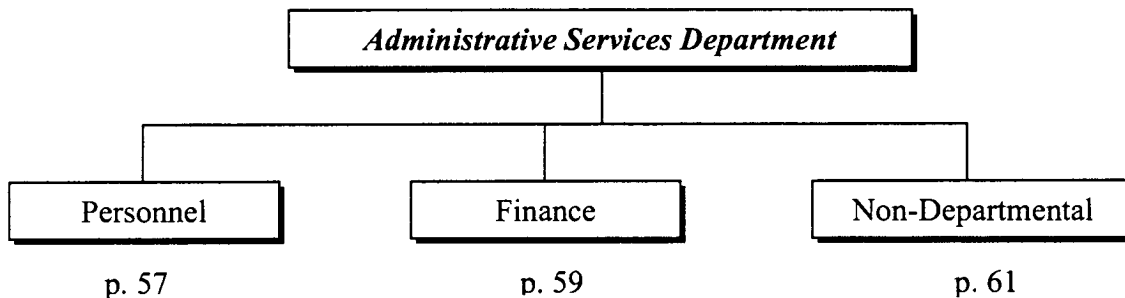 Administrative Services Department
Personnel Finance Non-Departmental
p. 57 p. 59 p. 61